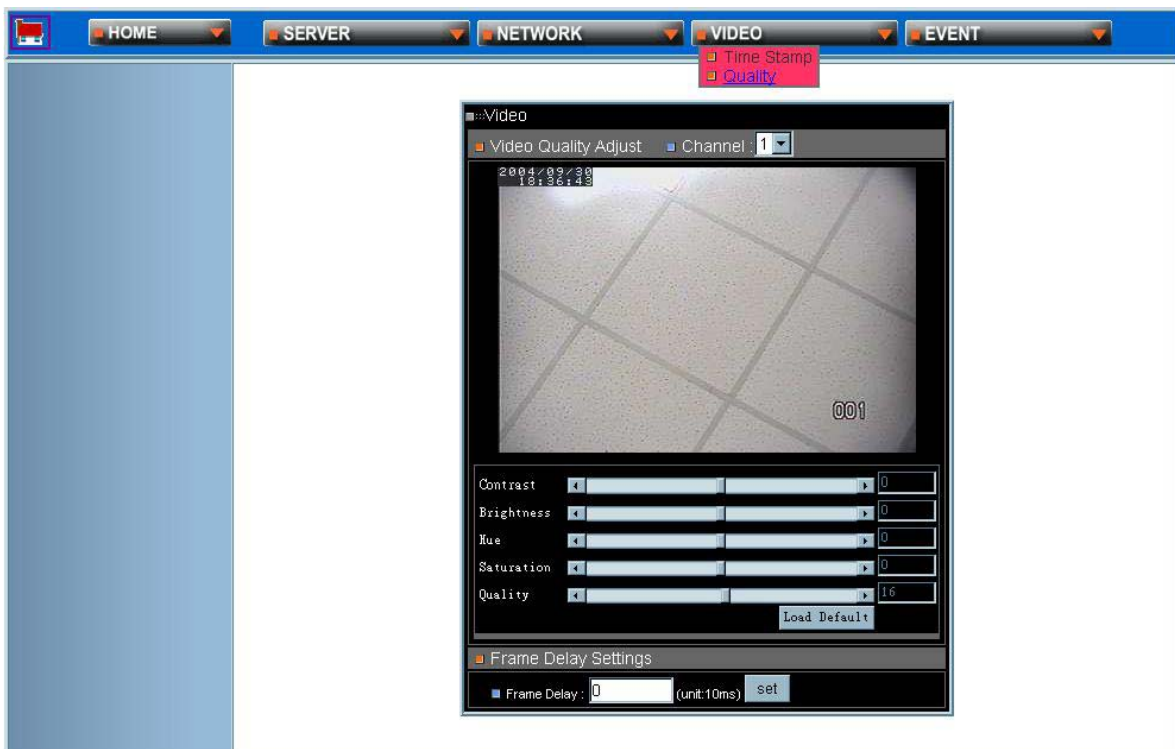 HOME SERVER NETWORK VIDEO EVENT
Time Stamp
Quality
:::Video
Video Quality Adjust Channel : 1
2004/09/30
18:36:43
001
Contrast 0
Brightness 0
Hue 0
Saturation 0
Quality 16
Load Default
Frame Delay Settings
Frame Delay : 0 (unit:10ms) set